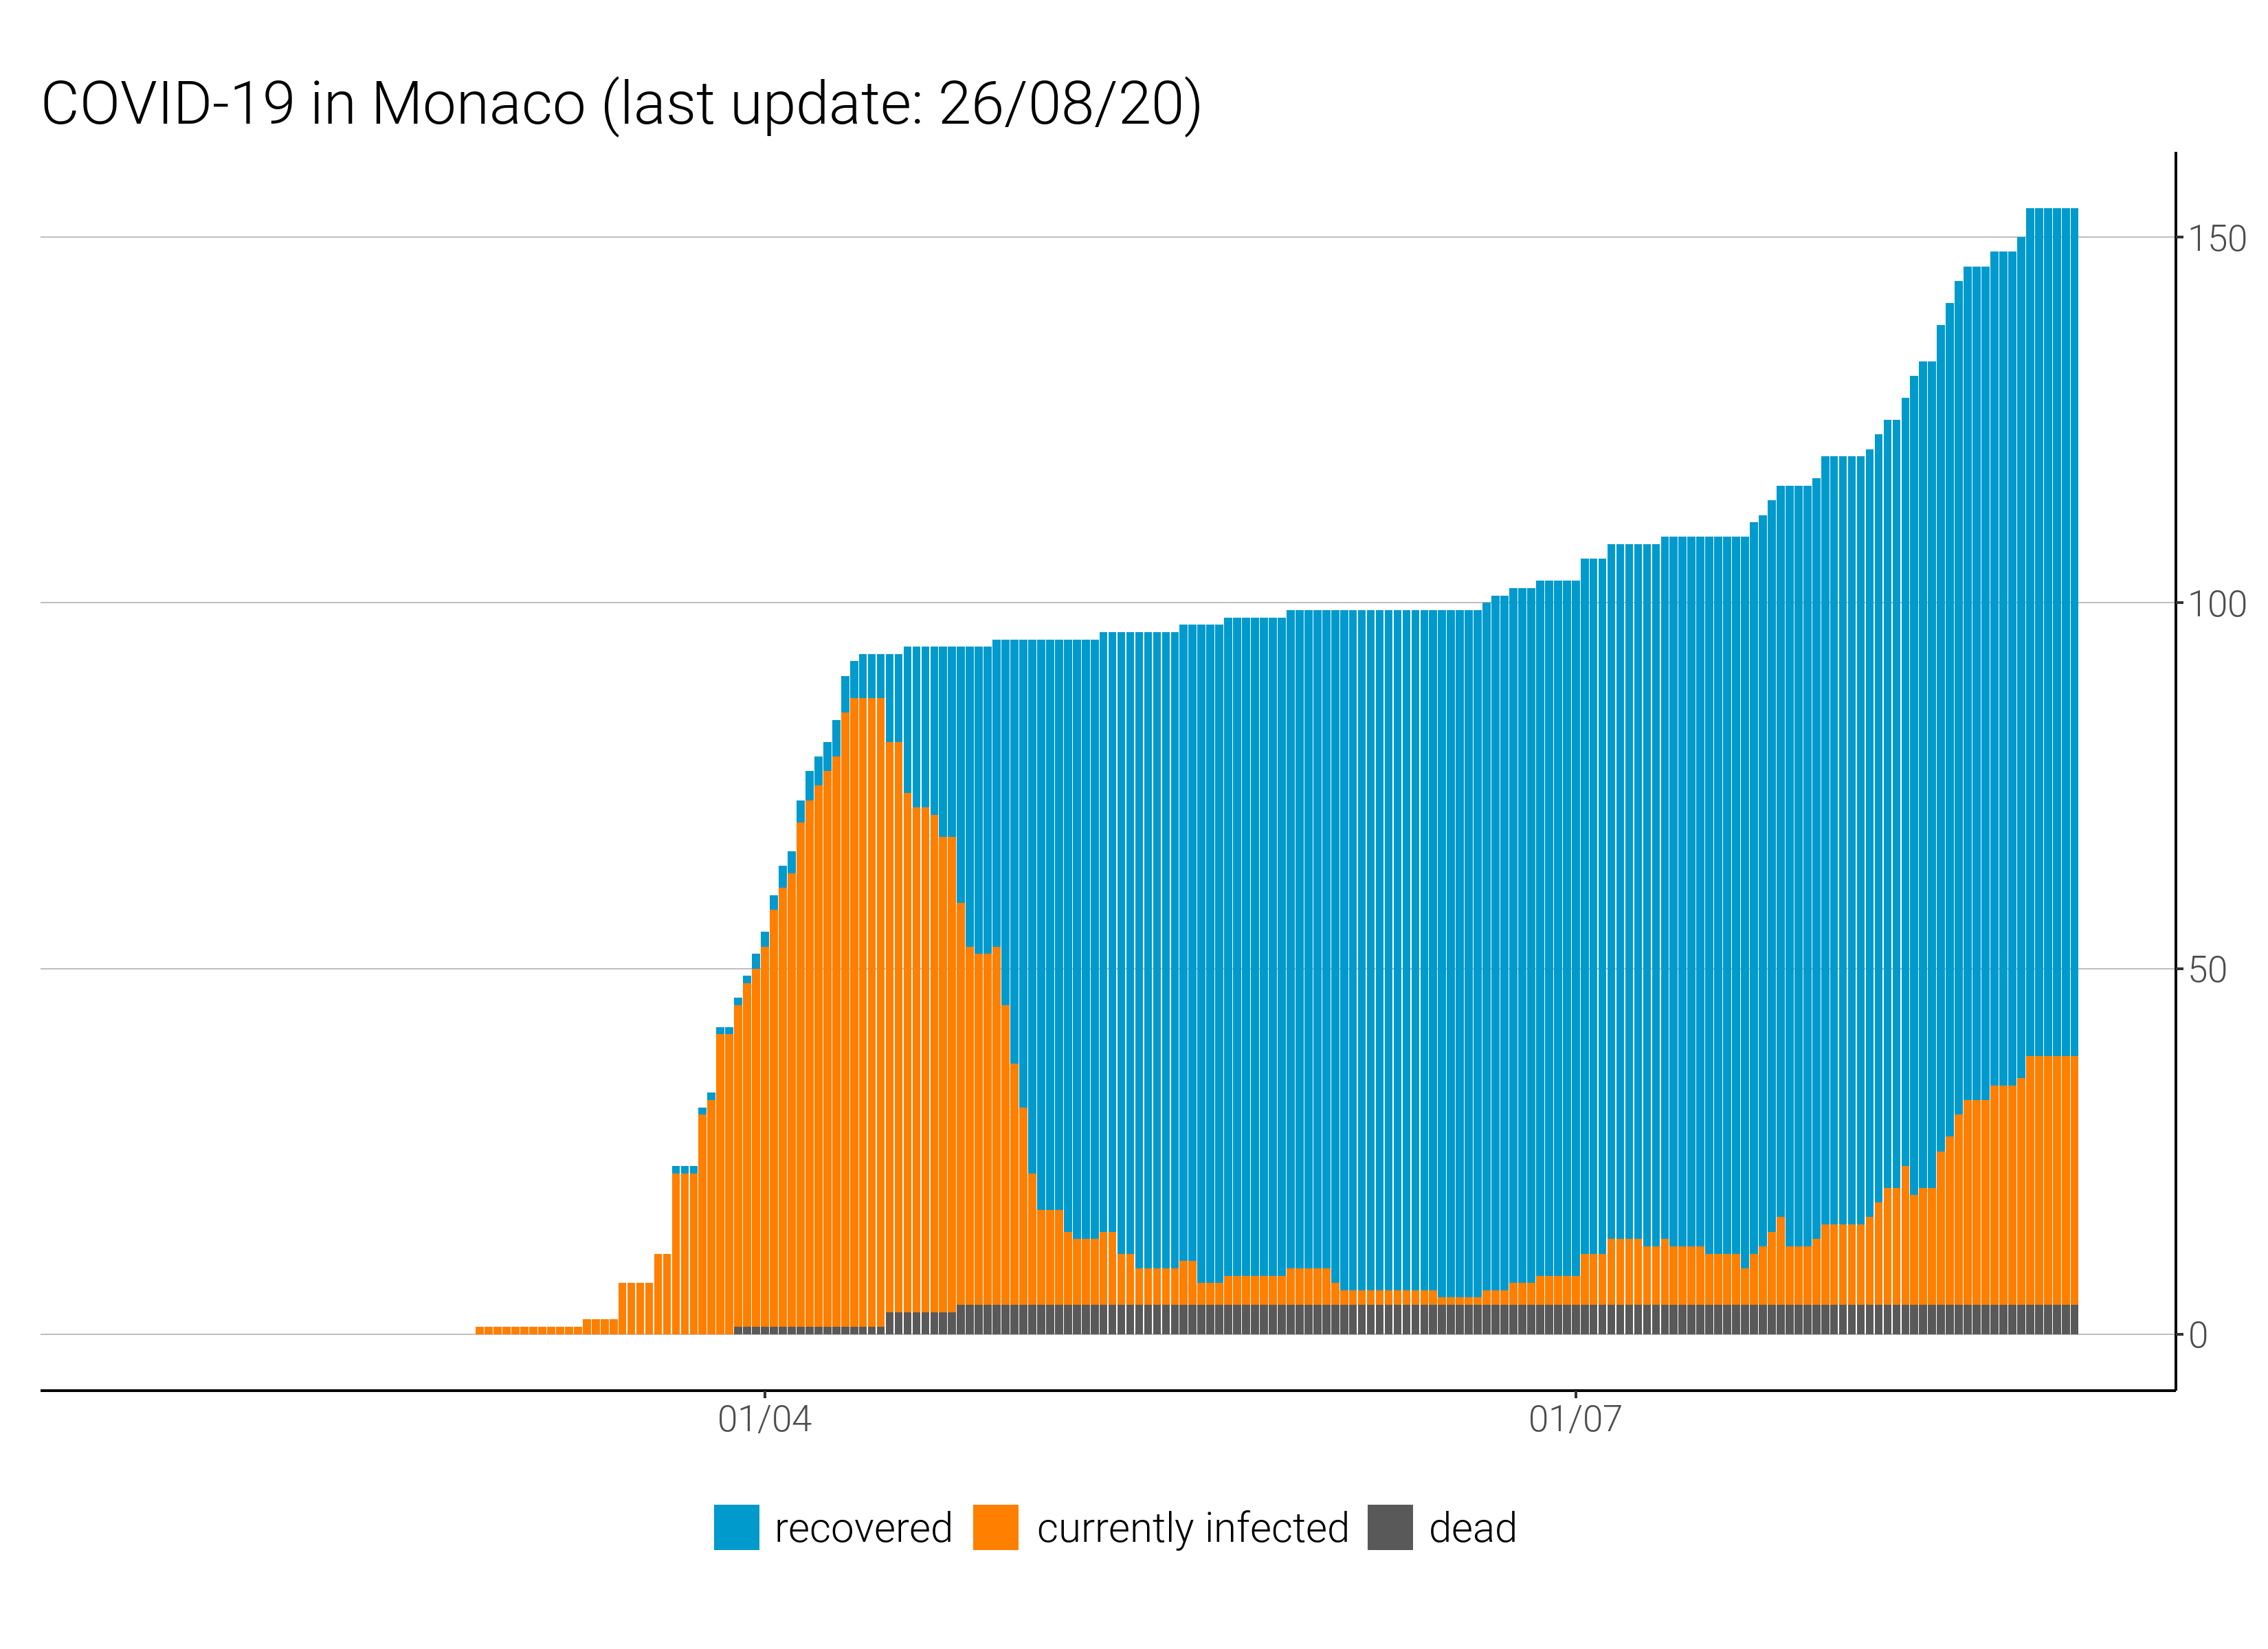 COVID-19 in Monaco (last update: 26/08/20)
150
100
50
0
01/04 01/07
recovered currently infected dead